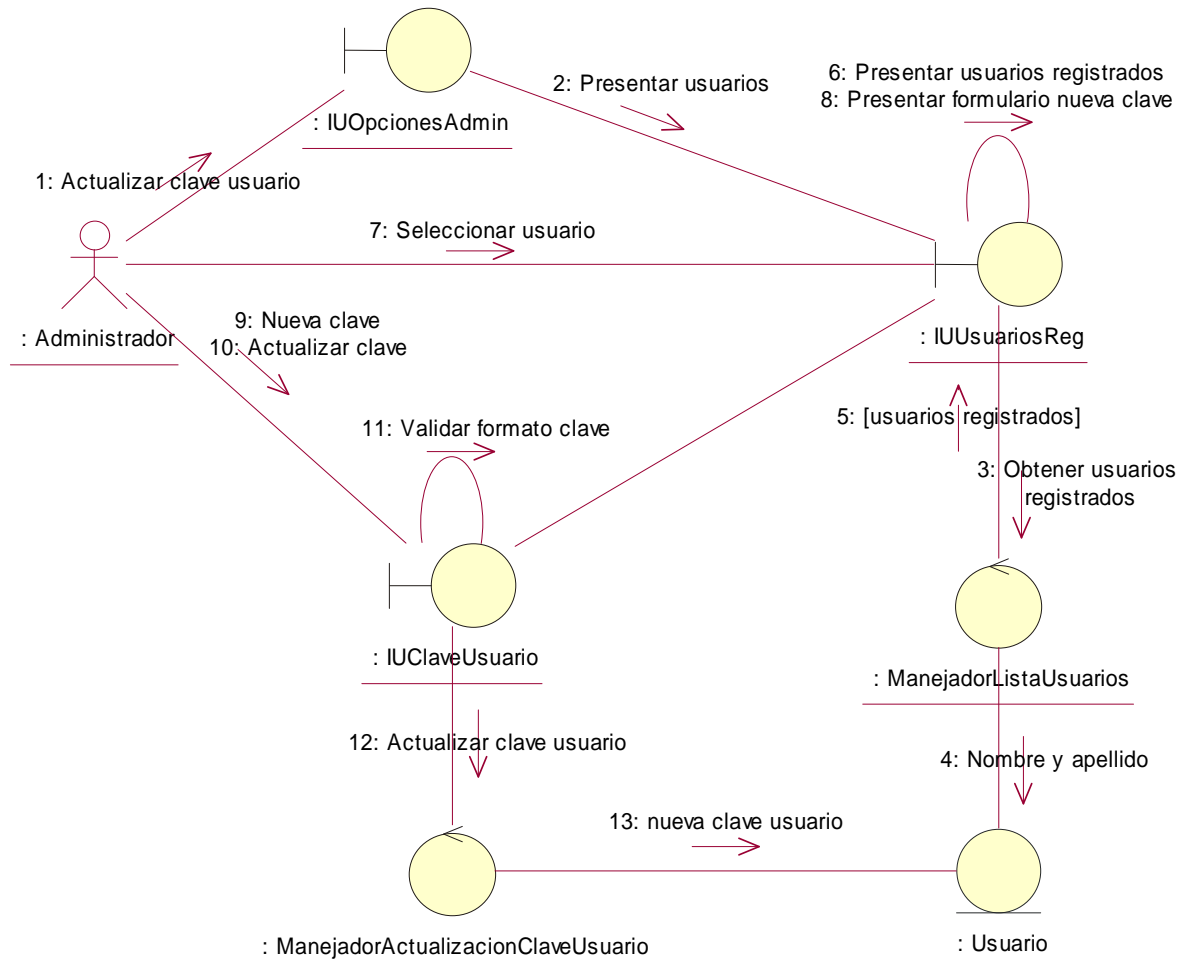 6: Presentar usuarios registrados
2: Presentar usuarios
8: Presentar formulario nueva clave
: IUOpcionesAdmin
1: Actualizar clave usuario
7: Seleccionar usuario
9: Nueva clave
10: Actualizar clave
: Administrador
: IUUsuariosReg
11: Validar formato clave
5: [usuarios registrados]
3: Obtener usuarios
registrados
: IUClaveUsuario
: ManejadorListaUsuarios
12: Actualizar clave usuario
4: Nombre y apellido
13: nueva clave usuario
: ManejadorActualizacionClaveUsuario
: Usuario